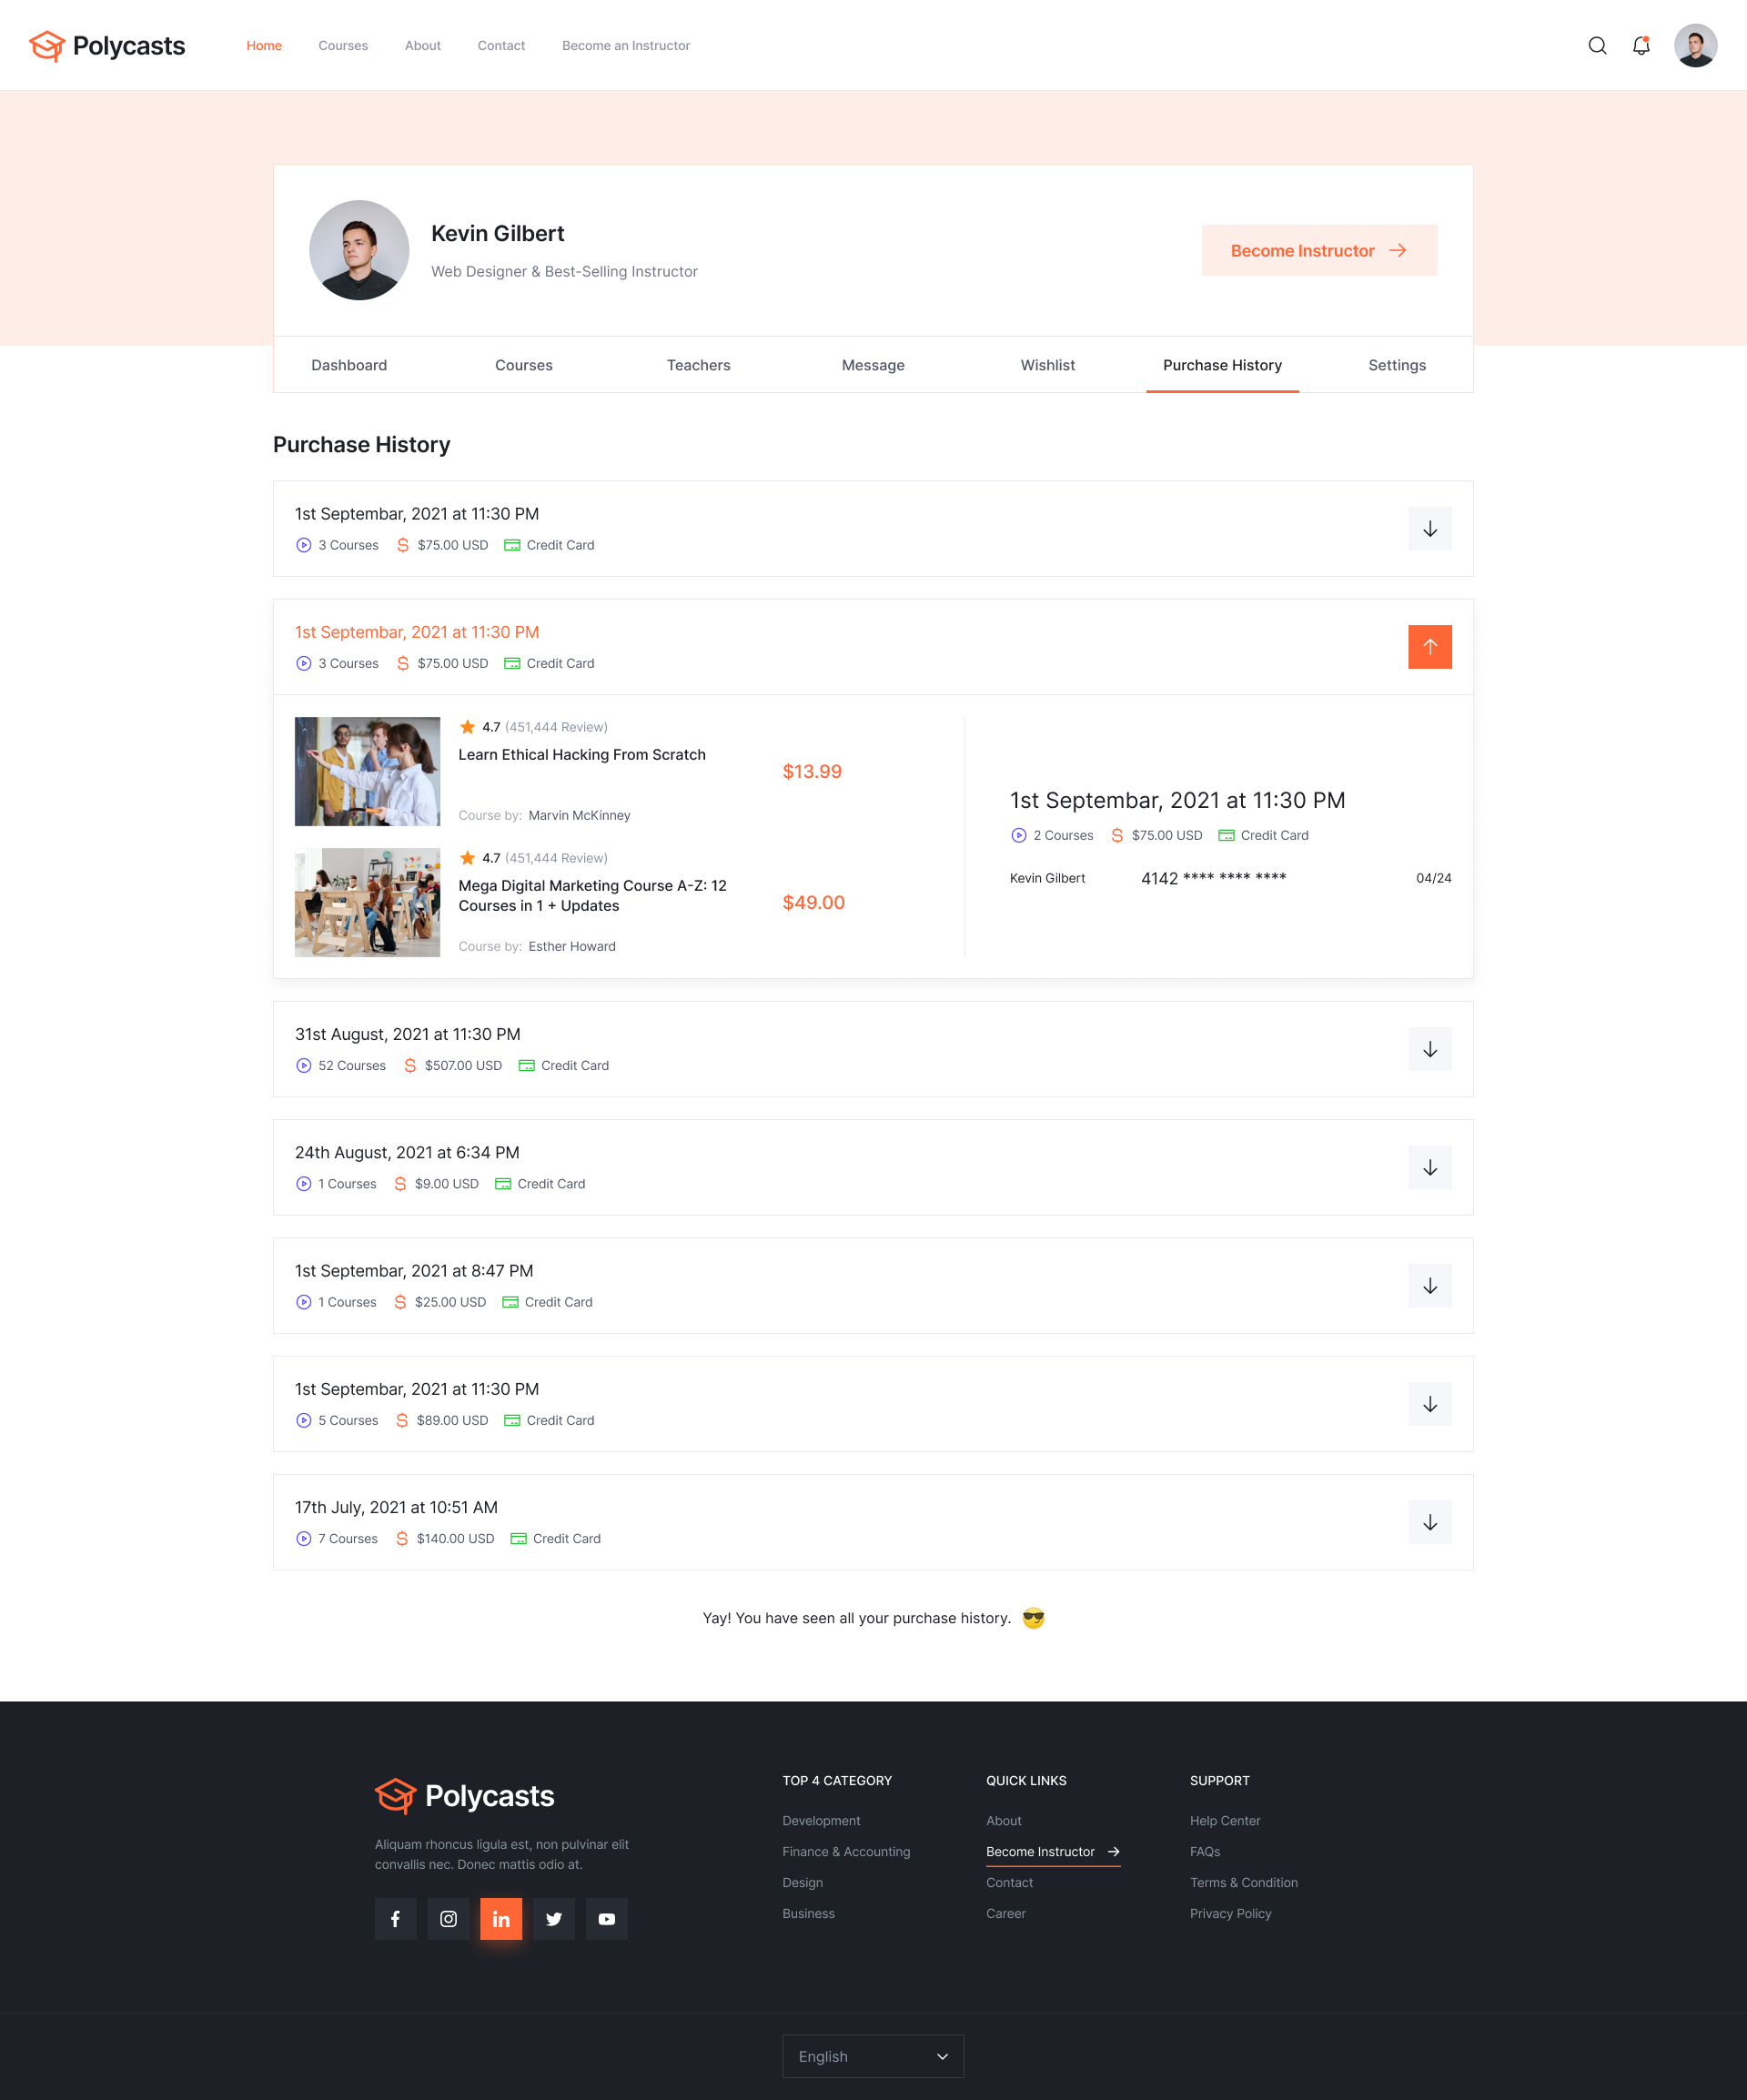 Polycasts
Home Courses About Contact Become an Instructor
Kevin Gilbert
Web Designer & Best-Selling Instructor
Become Instructor
Dashboard Courses Teachers Message Wishlist Purchase History Settings
Purchase History
1st Septembar, 2021 at 11:30 PM
3 Courses $75.00 USD Credit Card
1st Septembar, 2021 at 11:30 PM
3 Courses $75.00 USD Credit Card
4.7 (451,444 Review)
Learn Ethical Hacking From Scratch
$13.99
Course by: Marvin McKinney
4.7 (451,444 Review)
Mega Digital Marketing Course A-Z: 12
Courses in 1 + Updates
$49.00
Course by: Esther Howard
1st Septembar, 2021 at 11:30 PM
2 Courses $75.00 USD Credit Card
Kevin Gilbert 4142 **** **** **** 04/24
31st August, 2021 at 11:30 PM
52 Courses $507.00 USD Credit Card
24th August, 2021 at 6:34 PM
1 Courses $9.00 USD Credit Card
1st Septembar, 2021 at 8:47 PM
1 Courses $25.00 USD Credit Card
1st Septembar, 2021 at 11:30 PM
5 Courses $89.00 USD Credit Card
17th July, 2021 at 10:51 AM
7 Courses $140.00 USD Credit Card
Yay! You have seen all your purchase history. 😎
Polycasts
Aliquam rhoncus ligula est, non pulvinar elit
convallis nec. Donec mattis odio at.
TOP 4 CATEGORY
Development
Finance & Accounting
Design
Business
QUICK LINKS
About
Become Instructor
Contact
Career
SUPPORT
Help Center
FAQs
Terms & Condition
Privacy Policy
English